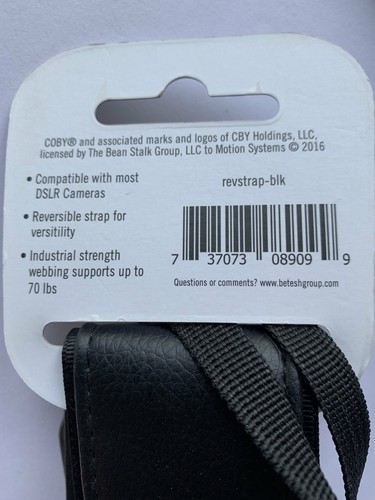 COBY® and associated marks and logos of CBY Holdings, LLC,
licensed by The Bean Stalk Group, LLC to Motion Systems © 2016
• Compatible with most
DSLR Cameras
• Reversible strap for
versitility
• Industrial strength
webbing supports up to
70 lbs
revstrap-blk
7 37073 08909 9
Questions or comments? www.beteshgroup.com